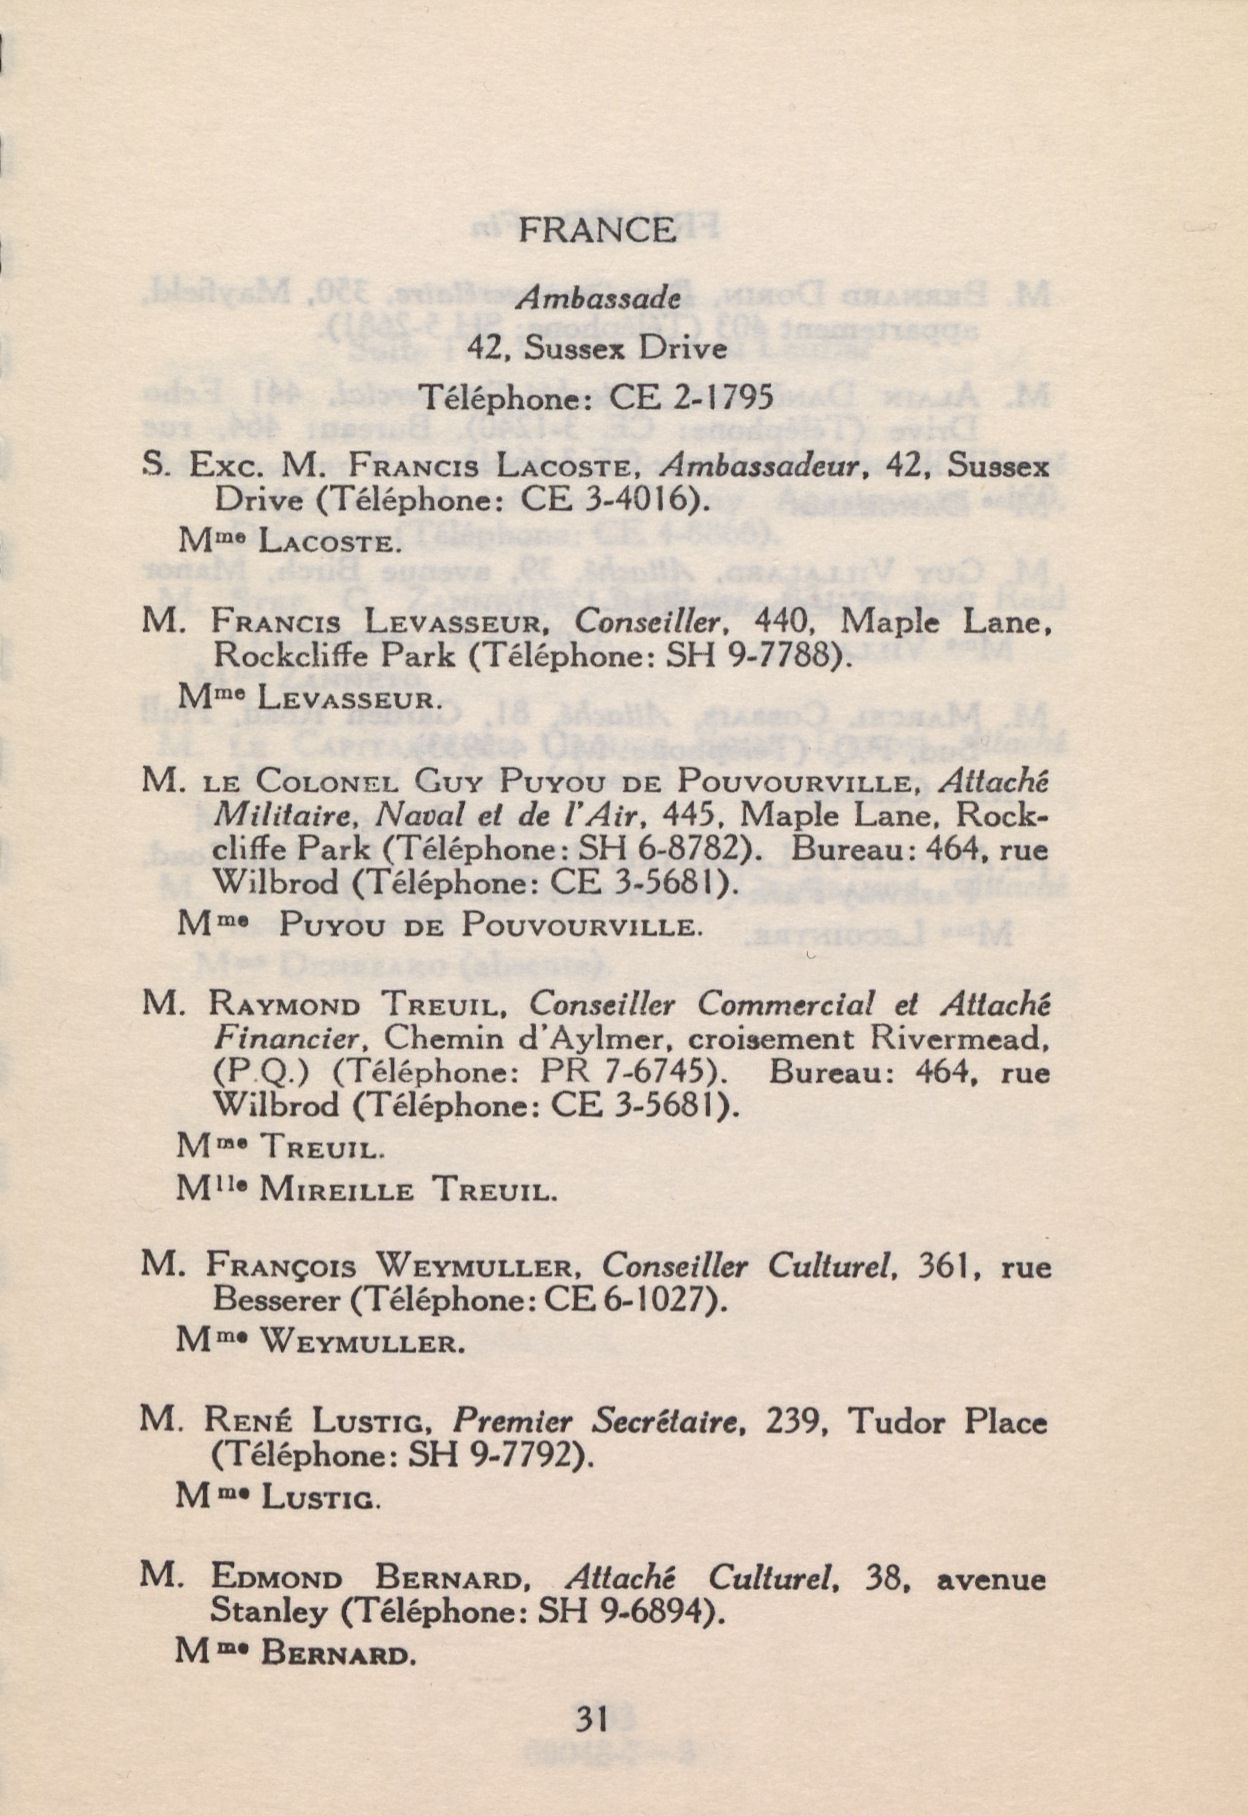 FRANCE
Ambassade
42, Sussex Drive
Téléphone: CE 2-1795
S. Exc. M. Francis Lacoste, Ambassadeur, 42, Sussex
Drive (Téléphone: CE 3-4016).
Mme Lacoste.
M. Francis Levasseur, Conseiller, 440, Maple Lane,
Rockcliffe Park (Téléphone: SH 9-7788).
Mme Levasseur.
M. le Colonel Guy Puyou de Pouvourville, Attaché
Militaire, Naval et de l'Air, 445, Maple Lane, Rock-
cliffe Park (Téléphone: SH 6-8782). Bureau: 464, rue
Wilbrod (Téléphone: CE 3-5681).
Mme Puyou de Pouvourville.
M. Raymond Treuil, Conseiller Commercial et Attaché
Financier, Chemin d'Aylmer, croisement Rivermead,
(P.Q.) (Téléphone: PR 7-6745). Bureau: 464, rue
Wilbrod (Téléphone: CE 3-5681).
Mme Treuil.
Mlle Mireille Treuil.
M. François Weymuller, Conseiller Culturel, 361, rue
Besserer (Téléphone: CE 6-1027).
Mme Weymuller.
M. René Lustig, Premier Secrétaire, 239, Tudor Place
(Téléphone: SH 9-7792).
Mme Lustig.
M. Edmond Bernard, Attaché Culturel, 38, avenue
Stanley (Téléphone: SH 9-6894).
Mme Bernard.
31